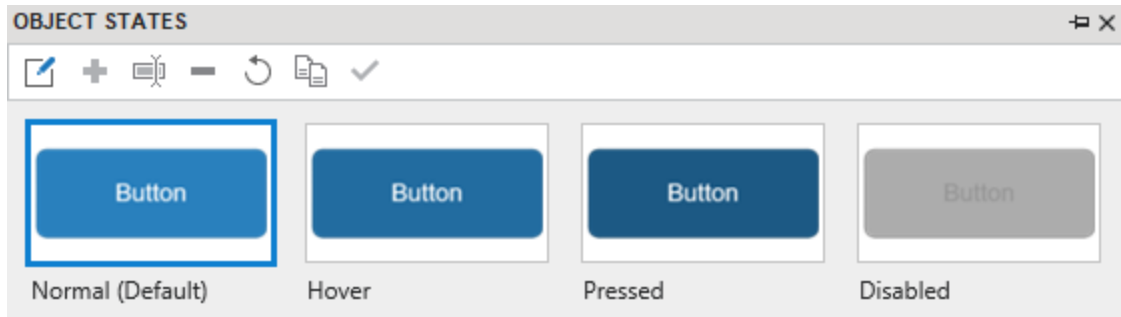 OBJECT STATES
Button Button Button Button
Normal (Default) Hover Pressed Disabled